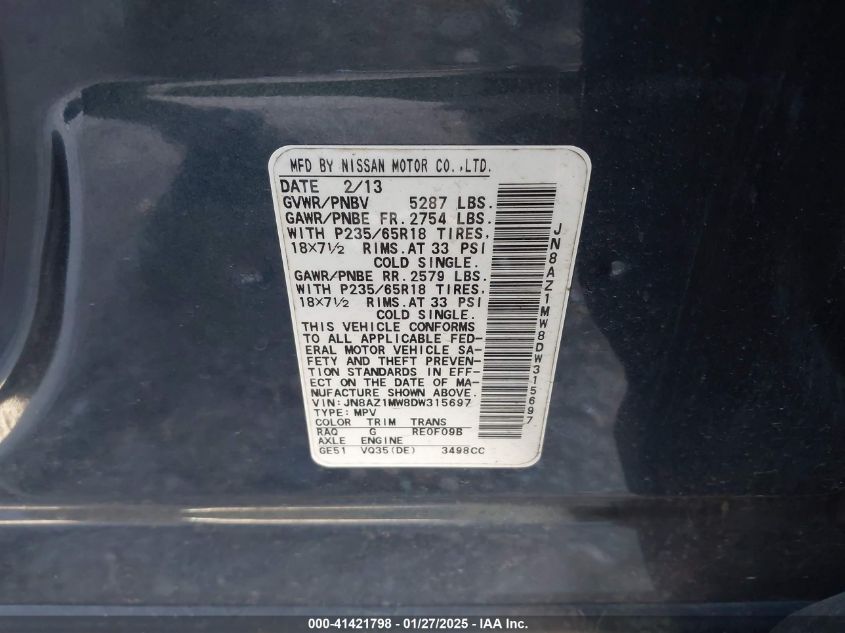 MFD BY NISSAN MOTOR CO.,LTD.
DATE 2/13
GVWR/PNBV 5287 LBS.
GAWR/PNBE FR. 2754 LBS.
WITH P235/65R18 TIRES,
18X7½ RIMS.AT 33 PSI
COLD SINGLE.
GAWR/PNBE RR. 2579 LBS.
WITH P235/65R18 TIRES.
18X7½ RIMS.AT 33 PSI
COLD SINGLE.
THIS VEHICLE CONFORMS
TO ALL APPLICABLE FED-
ERAL MOTOR VEHICLE SA-
FETY AND THEFT PREVEN-
TION STANDARDS IN EFF-
ECT ON THE DATE OF MA-
NUFACTURE SHOWN ABOVE.
VIN: JN8AZ1MW8DW315697
TYPE: MPV
COLOR TRIM TRANS
RAQ G RE0F09B
AXLE ENGINE
GE51 VQ35(DE) 3498CC
JN8AZ1MW8DW315697
000-41421798 - 01/27/2025 - IAA Inc.